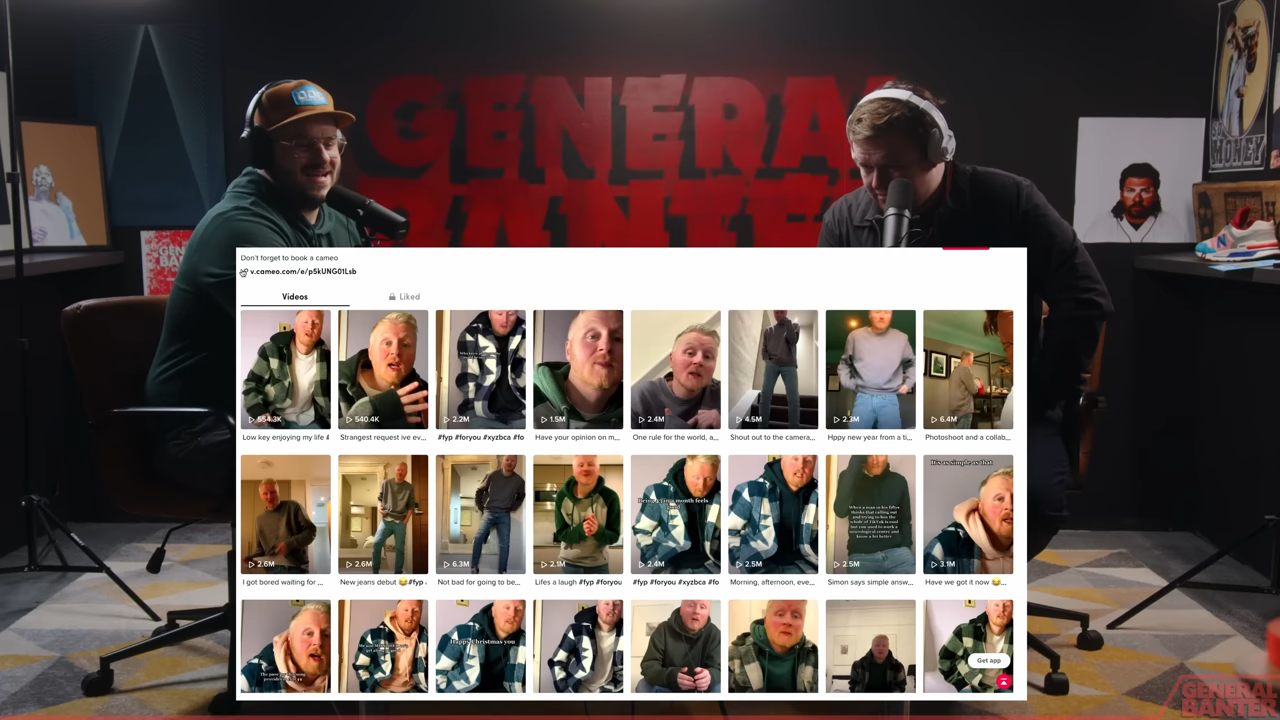 GENERAL
BANTER
MONEY
Don't forget to book a cameo
v.cameo.com/e/p5kUNG01Lsb
Videos
Liked
554.3K
540.4K
2.2M
1.5M
2.4M
4.5M
2.3M
6.4M
Low key enjoying my life #
Strangest request ive ev...
#fyp #foryou #xyzbca #fo
Have your opinion on m...
One rule for the world, a...
Shout out to the camera...
Hppy new year from a ti...
Photoshoot and a collab...
It's as simple as that
2.6M
2.6M
6.3M
2.1M
2.4M
2.5M
2.5M
3.1M
I got bored waiting for ...
New jeans debut 😂#fyp
Not bad for going to be...
Lifes a laugh #fyp #foryou
#fyp #foryou #xyzbca #fo
Morning, afternoon, eve...
Simon says simple answ...
Have we got it now 😂...
Happy Christmas you
Get app
GENERAL
BANTER